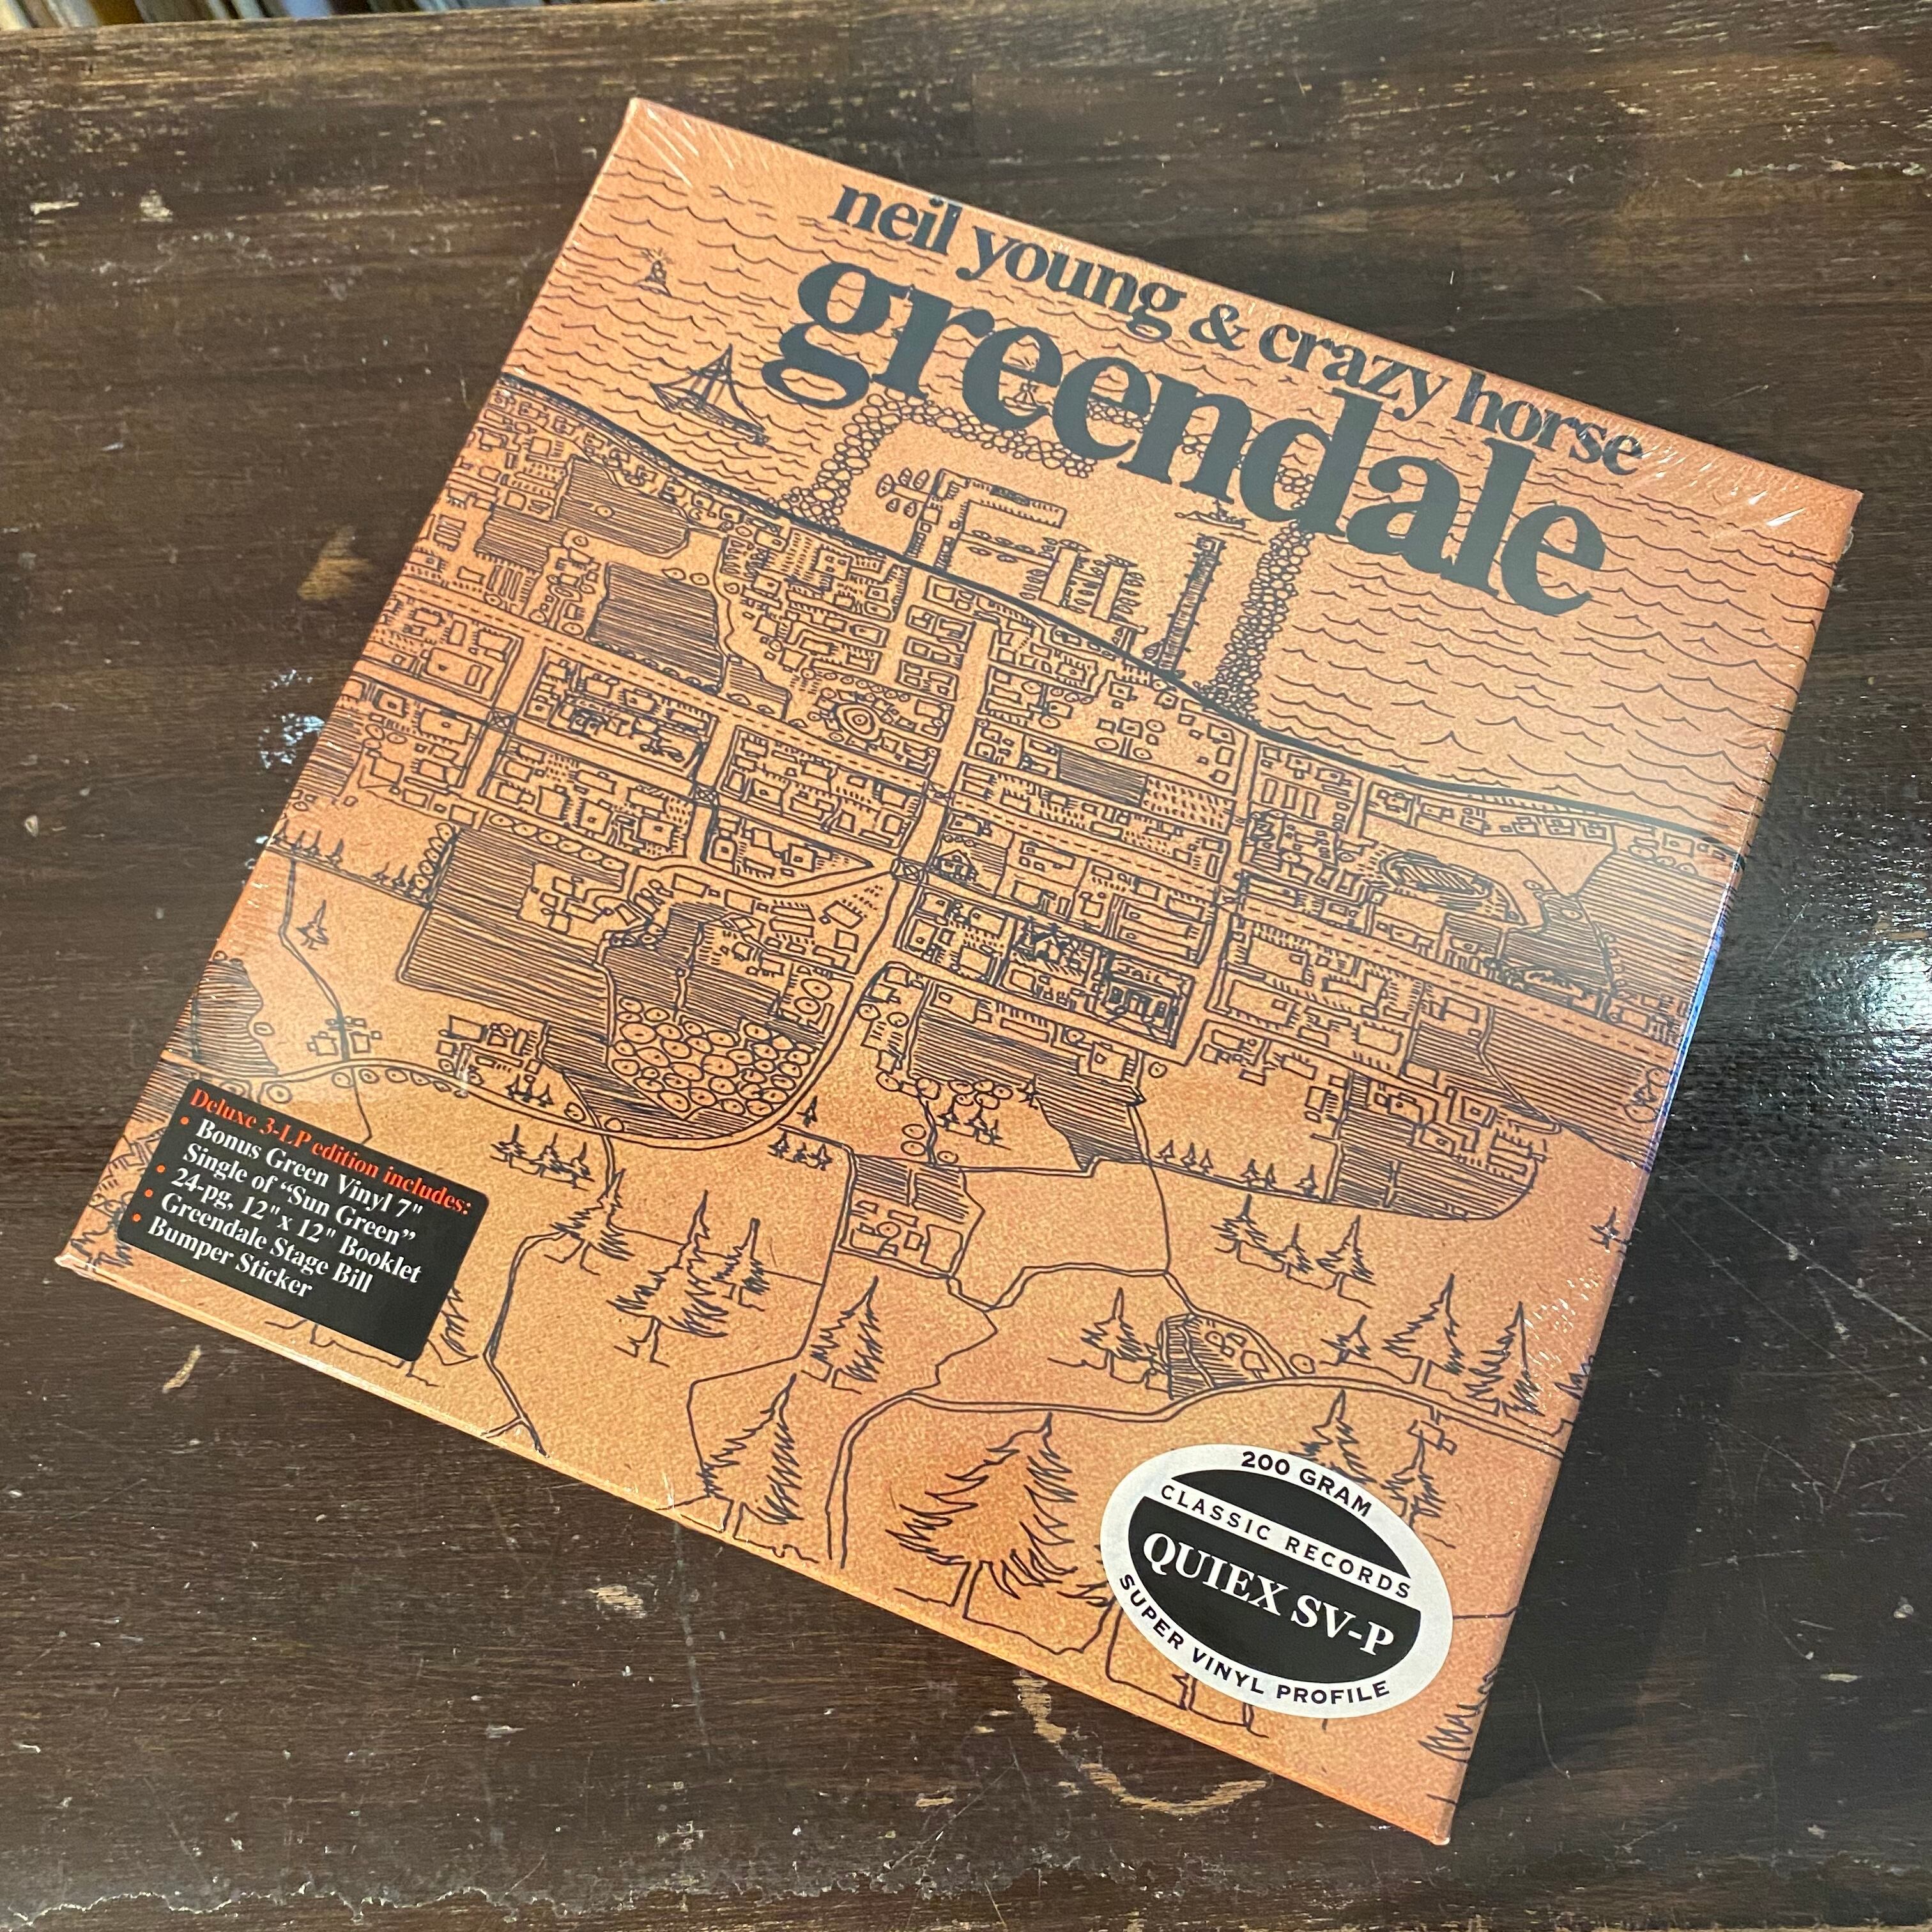 neil young & crazy horse
greendale
JAIL
Deluxe 3-LP edition includes:
• Bonus Green Vinyl 7"
Single of “Sun Green”
• 24-pg, 12"x 12" Booklet
• Greendale Stage Bill
• Bumper Sticker
200 GRAM
CLASSIC RECORDS
QUIEX SV-P
SUPER VINYL PROFILE